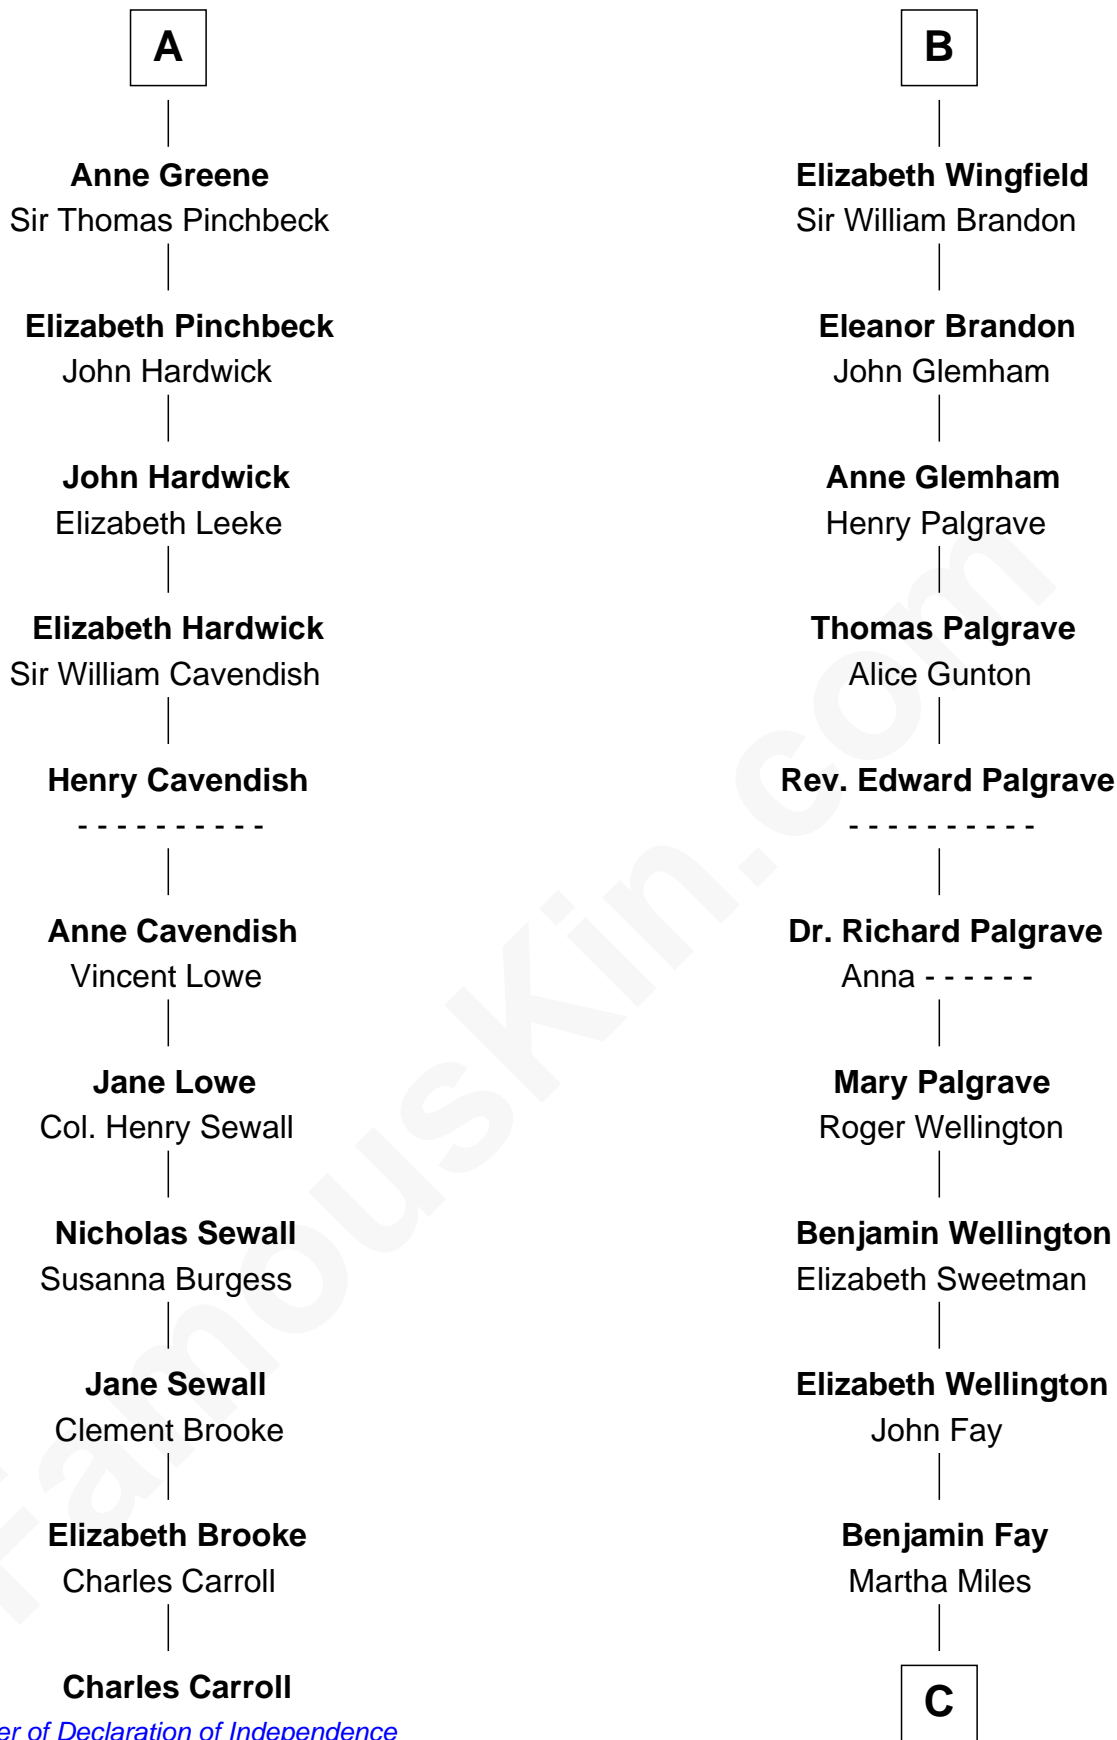 A
Anne Greene
Sir Thomas Pinchbeck
Elizabeth Pinchbeck
John Hardwick
John Hardwick
Elizabeth Leeke
Elizabeth Hardwick
Sir William Cavendish
Henry Cavendish
- - - - - - - - - -
Anne Cavendish
Vincent Lowe
Jane Lowe
Col. Henry Sewall
Nicholas Sewall
Susanna Burgess
Jane Sewall
Clement Brooke
Elizabeth Brooke
Charles Carroll
Charles Carroll
of Declaration of Independence
B
Elizabeth Wingfield
Sir William Brandon
Eleanor Brandon
John Glemham
Anne Glemham
Henry Palgrave
Thomas Palgrave
Alice Gunton
Rev. Edward Palgrave
- - - - - - - - - -
Dr. Richard Palgrave
Anna - - - - - -
Mary Palgrave
Roger Wellington
Benjamin Wellington
Elizabeth Sweetman
Elizabeth Wellington
John Fay
Benjamin Fay
Martha Miles
C
FamousKin.com